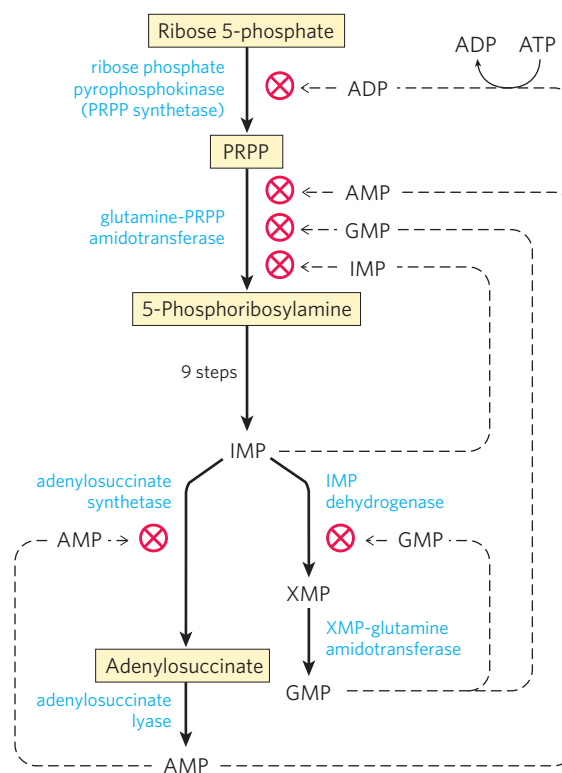 Ribose 5-phosphate
ADP ATP
ribose phosphate
pyrophosphokinase
(PRPP synthetase)
ADP
PRPP
AMP
glutamine-PRPP
amidotransferase
GMP
IMP
5-Phosphoribosylamine
9 steps
IMP
adenylosuccinate
synthetase
IMP
dehydrogenase
AMP
GMP
XMP
XMP-glutamine
amidotransferase
Adenylosuccinate
GMP
adenylosuccinate
lyase
AMP